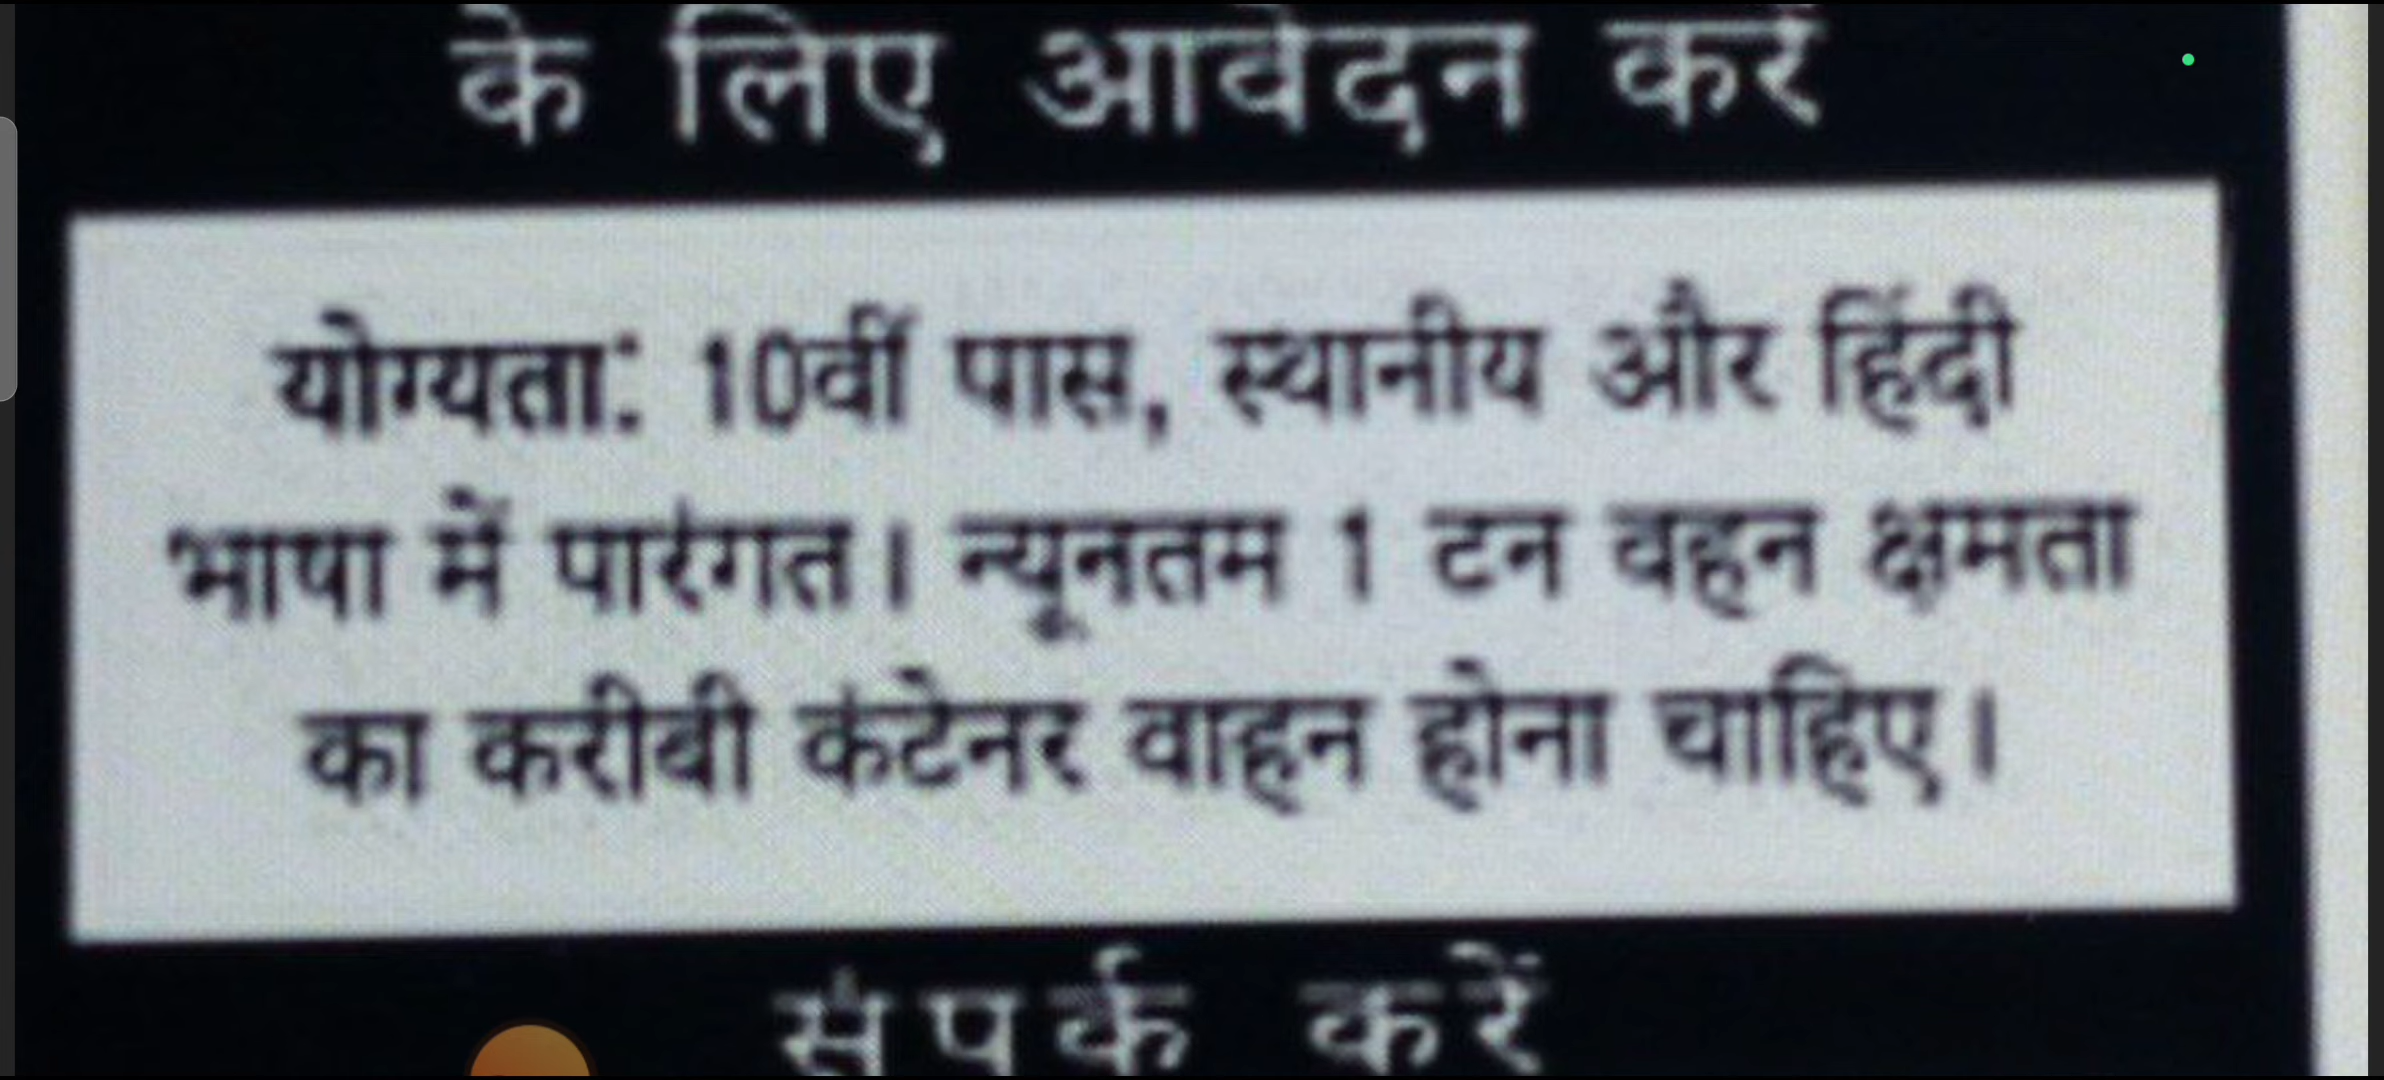 के लिए आवेदन करें
योग्यता: 10वीं पास, स्थानीय और हिंदी
भाषा में पारंगत। न्यूनतम 1 टन वहन क्षमता
का करीबी कंटेनर वाहन होना चाहिए।
संपर्क करें